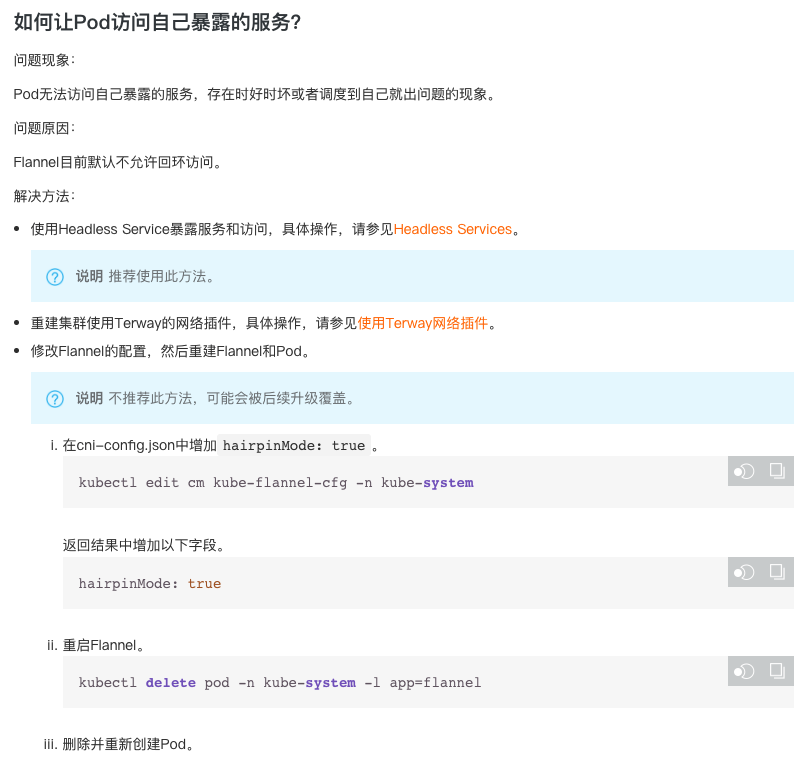 如何让Pod访问自己暴露的服务?
问题现象：
Pod无法访问自己暴露的服务，存在时好时坏或者调度到自己就出问题的现象。
问题原因：
Flannel目前默认不允许回环访问。
解决方法：
使用Headless Service暴露服务和访问，具体操作，请参见Headless Services。
说明 推荐使用此方法。
重建集群使用Terway的网络插件，具体操作，请参见使用Terway网络插件。
修改Flannel的配置，然后重建Flannel和Pod。
说明 不推荐此方法，可能会被后续升级覆盖。
i. 在cni-config.json中增加 hairpinMode: true 。
kubectl edit cm kube-flannel-cfg -n kube-system
返回结果中增加以下字段。
hairpinMode: true
ii. 重启Flannel。
kubectl delete pod -n kube-system -l app=flannel
iii. 删除并重新创建Pod。